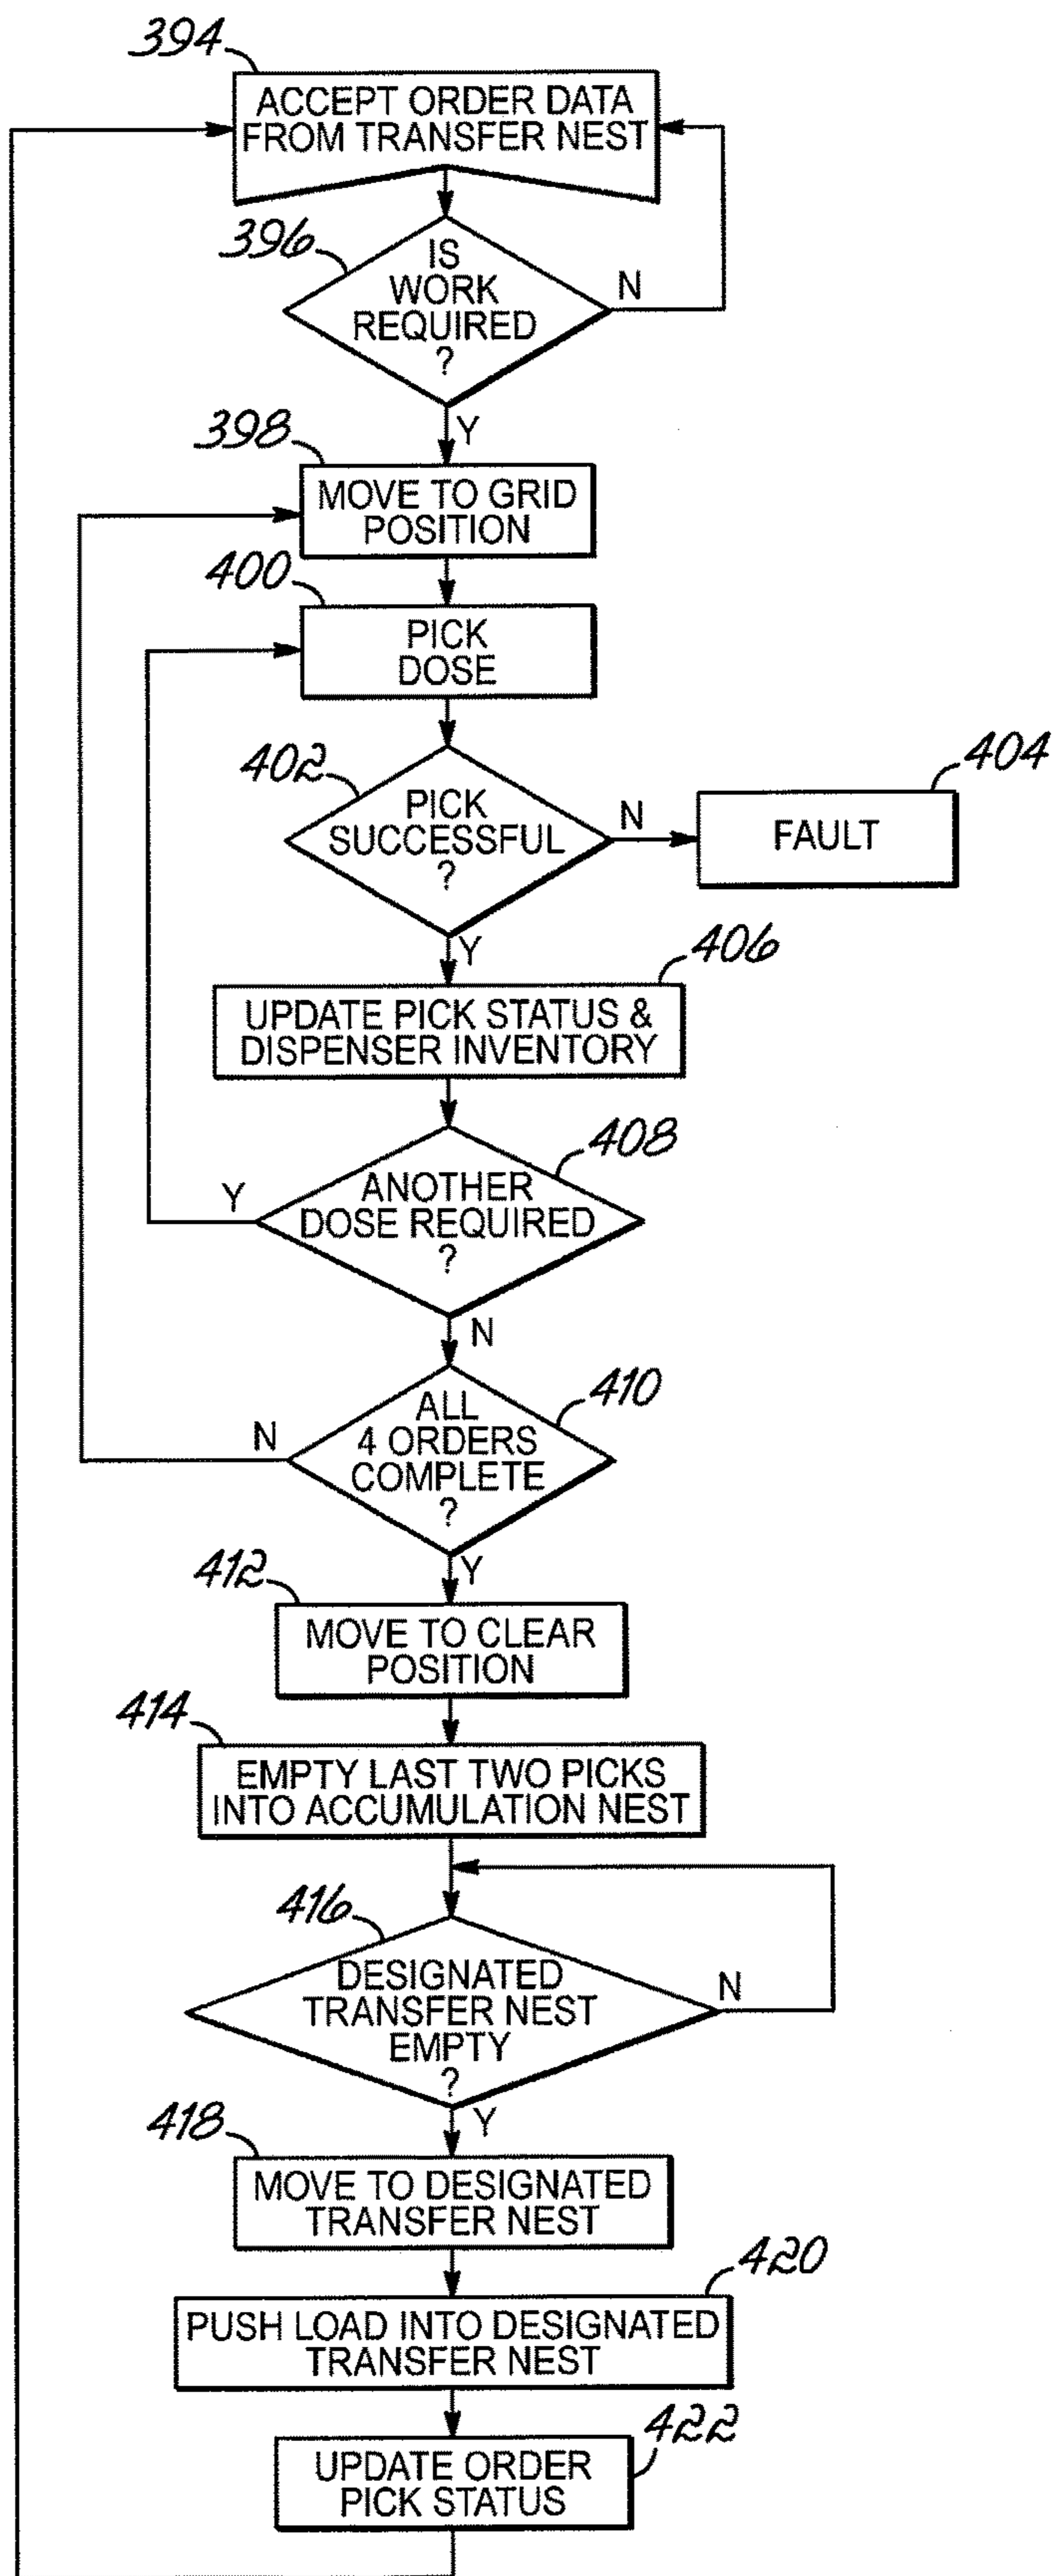 394
ACCEPT ORDER DATA
FROM TRANSFER NEST
396
IS
WORK
REQUIRED
?
N
Y
398
MOVE TO GRID
POSITION
400
PICK
DOSE
402
PICK
SUCCESSFUL
?
N
404
FAULT
Y
406
UPDATE PICK STATUS &
DISPENSER INVENTORY
408
ANOTHER
DOSE REQUIRED
?
Y
N
410
ALL
4 ORDERS
COMPLETE
?
N
Y
412
MOVE TO CLEAR
POSITION
414
EMPTY LAST TWO PICKS
INTO ACCUMULATION NEST
416
DESIGNATED
TRANSFER NEST
EMPTY
?
N
Y
418
MOVE TO DESIGNATED
TRANSFER NEST
420
PUSH LOAD INTO DESIGNATED
TRANSFER NEST
422
UPDATE ORDER
PICK STATUS